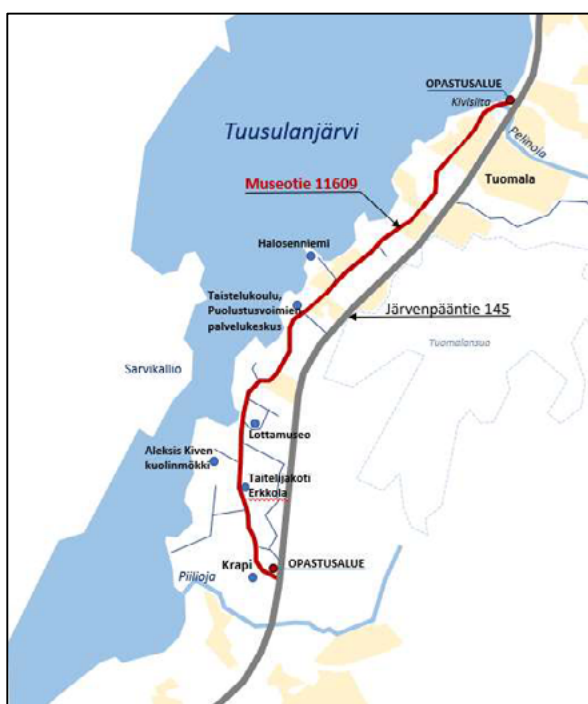 OPASTUSALUE
Kivisilta
Tuusulanjärvi
Pelinoja
Museotie 11609
Tuomala
Halosenniemi
Taistelukoulu,
Puolustusvoimien
palvelukeskus
Järvenpääntie 145
Tuomalansuo
Sarvikallio
Lottamuseo
Aleksis Kiven
kuolinmökki
Taitelijakoti
Erkkola
Krapi
OPASTUSALUE
Piilioja